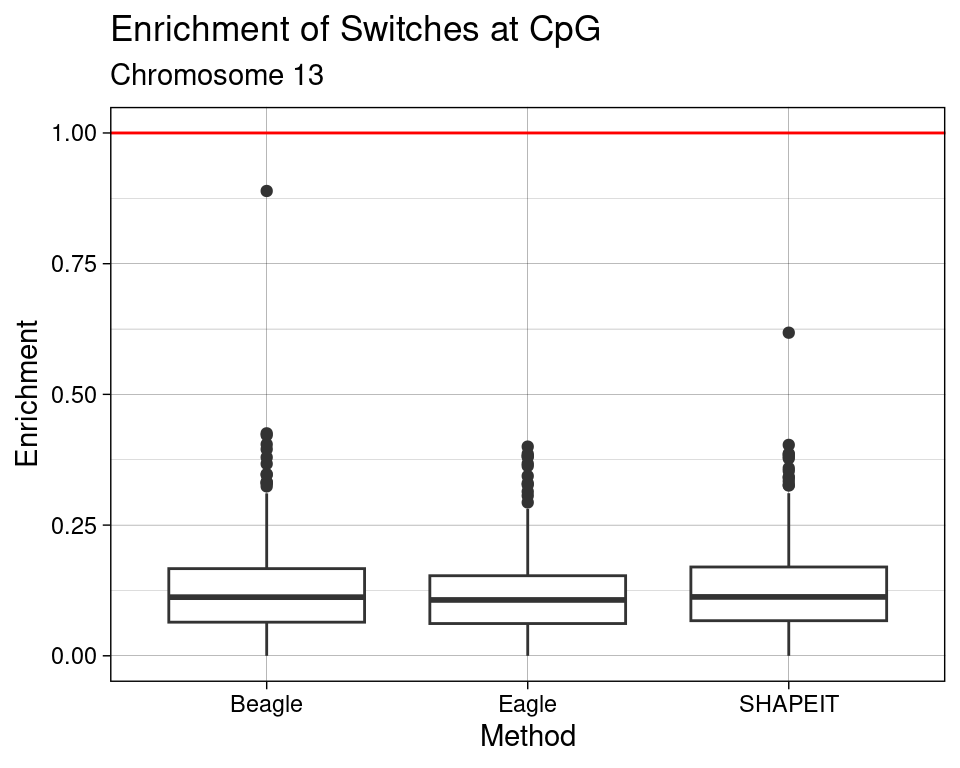 Enrichment of Switches at CpG
Chromosome 13
Enrichment
1.00
0.75
0.50
0.25
0.00
Beagle Eagle SHAPEIT
Method